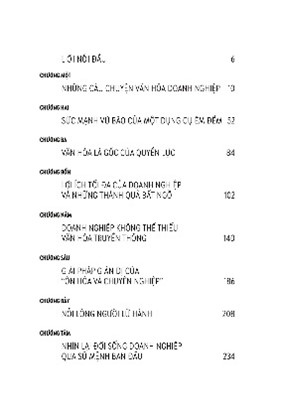 LỜI NÓI ĐẦU 6
CHƯƠNG MỘT
NHỮNG CÂU CHUYỆN VĂN HÓA DOANH NGHIỆP 10
CHƯƠNG HAI
SỨC MẠNH VŨ BÃO CỦA MỘT DỤNG CỤ ÊM ĐỀM 52
CHƯƠNG BA
VĂN HÓA LÀ GỐC CỦA QUYỀN LỰC 84
CHƯƠNG BỐN
LỢI ÍCH TỐI ĐA CỦA DOANH NGHIỆP
VÀ NHỮNG THÀNH QUẢ BẤT NGỜ 102
CHƯƠNG NĂM
DOANH NGHIỆP KHÔNG THỂ THIẾU
VĂN HÓA TRUYỀN THỐNG 140
CHƯƠNG SÁU
GIẢI PHÁP GIẢN DỊ CỦA
"ÔN HÒA VÀ CHUYÊN NGHIỆP" 186
CHƯƠNG BẢY
NỖI LÒNG NGƯỜI LỮ HÀNH 208
CHƯƠNG TÁM
NHÌN LẠI ĐỜI SỐNG DOANH NGHIỆP
QUA SỨ MỆNH BAN ĐẦU 234